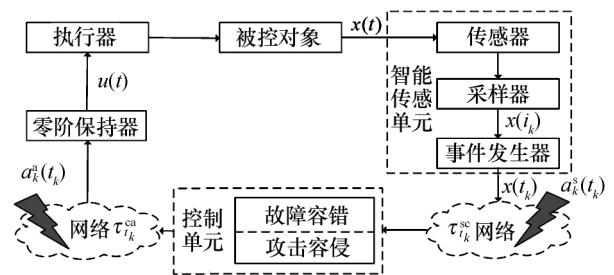 执行器
被控对象
x(t)
传感器
u(t)
智能
传感
单元
采样器
x(i_k)
零阶保持器
事件发生器
a_k^a(t_k)
x(t_k)
a_k^s(t_k)
网络 τ_{t_k}^{ca}
控制
单元
故障容错
攻击容侵
τ_{t_k}^{sc} 网络